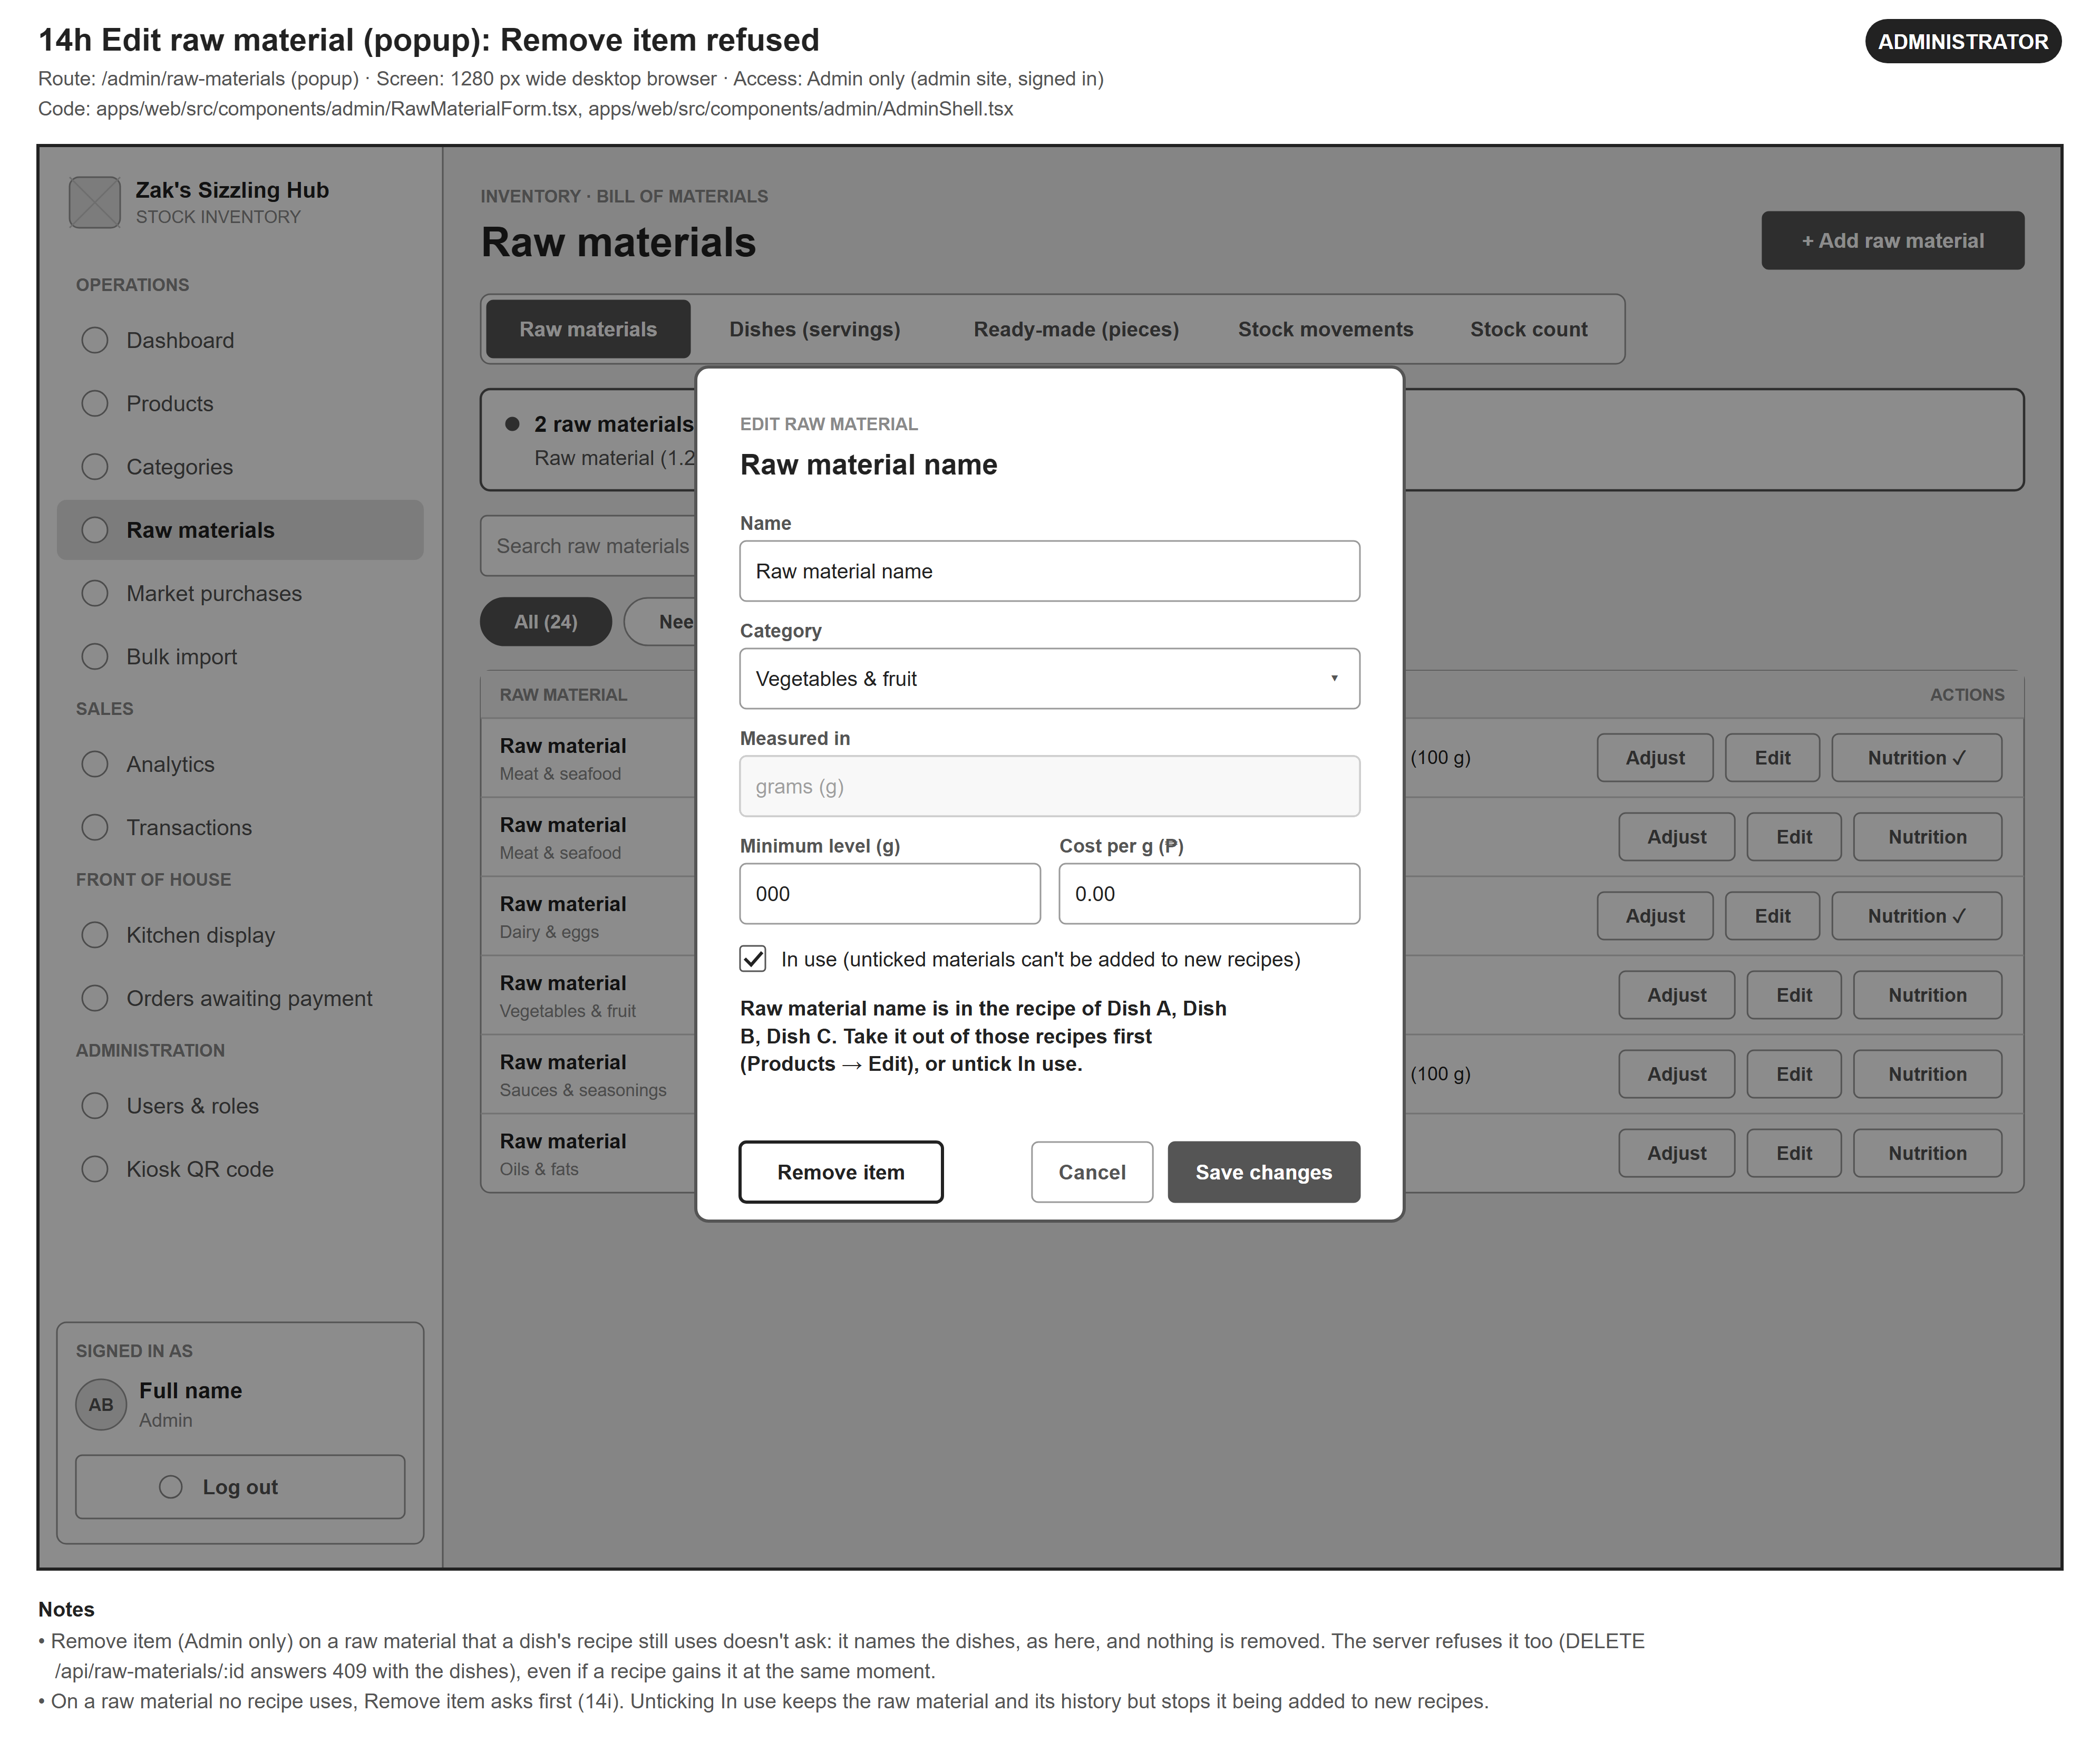 14h Edit raw material (popup): Remove item refused
ADMINISTRATOR
Route: /admin/raw-materials (popup) · Screen: 1280 px wide desktop browser · Access: Admin only (admin site, signed in)
Code: apps/web/src/components/admin/RawMaterialForm.tsx, apps/web/src/components/admin/AdminShell.tsx
Zak's Sizzling Hub
STOCK INVENTORY
OPERATIONS
Dashboard
Products
Categories
Raw materials
Market purchases
Bulk import
SALES
Analytics
Transactions
FRONT OF HOUSE
Kitchen display
Orders awaiting payment
ADMINISTRATION
Users & roles
Kiosk QR code
SIGNED IN AS
AB
Full name
Admin
Log out
INVENTORY · BILL OF MATERIALS
Raw materials
+ Add raw material
Raw materials
Dishes (servings)
Ready-made (pieces)
Stock movements
Stock count
2 raw materials
Raw material (1.2
Search raw materials
All (24)
Nee
RAW MATERIAL
ACTIONS
Raw material
Meat & seafood
(100 g)
Adjust
Edit
Nutrition ✓
Raw material
Meat & seafood
Adjust
Edit
Nutrition
Raw material
Dairy & eggs
Adjust
Edit
Nutrition ✓
Raw material
Vegetables & fruit
Adjust
Edit
Nutrition
Raw material
Sauces & seasonings
(100 g)
Adjust
Edit
Nutrition
Raw material
Oils & fats
Adjust
Edit
Nutrition
EDIT RAW MATERIAL
Raw material name
Name
Raw material name
Category
Vegetables & fruit
Measured in
grams (g)
Minimum level (g)
Cost per g (₱)
000
0.00
In use (unticked materials can't be added to new recipes)
Raw material name is in the recipe of Dish A, Dish
B, Dish C. Take it out of those recipes first
(Products → Edit), or untick In use.
Remove item
Cancel
Save changes
Notes
• Remove item (Admin only) on a raw material that a dish's recipe still uses doesn't ask: it names the dishes, as here, and nothing is removed. The server refuses it too (DELETE
/api/raw-materials/:id answers 409 with the dishes), even if a recipe gains it at the same moment.
• On a raw material no recipe uses, Remove item asks first (14i). Unticking In use keeps the raw material and its history but stops it being added to new recipes.